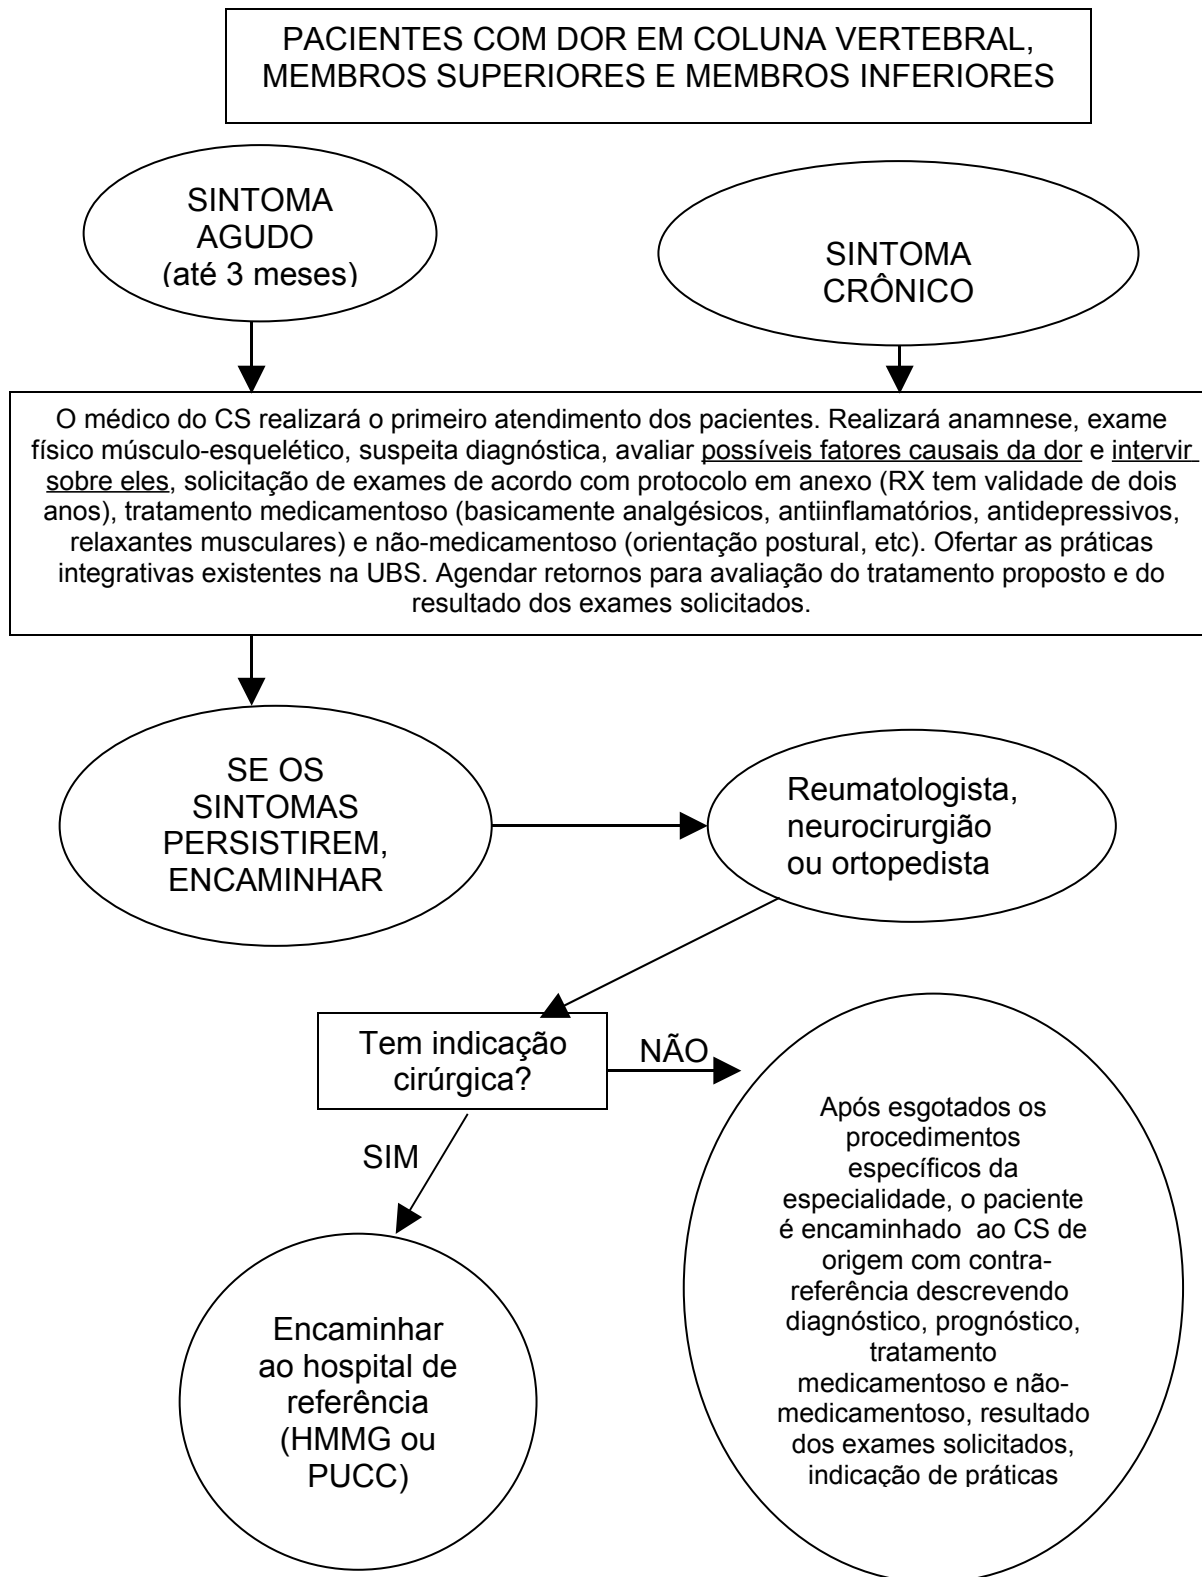 PACIENTES COM DOR EM COLUNA VERTEBRAL,
MEMBROS SUPERIORES E MEMBROS INFERIORES
SINTOMA
AGUDO
(até 3 meses)
SINTOMA
CRÔNICO
O médico do CS realizará o primeiro atendimento dos pacientes. Realizará anamnese, exame
físico músculo-esquelético, suspeita diagnóstica, avaliar possíveis fatores causais da dor e intervir
sobre eles, solicitação de exames de acordo com protocolo em anexo (RX tem validade de dois
anos), tratamento medicamentoso (basicamente analgésicos, antiinflamatórios, antidepressivos,
relaxantes musculares) e não-medicamentoso (orientação postural, etc). Ofertar as práticas
integrativas existentes na UBS. Agendar retornos para avaliação do tratamento proposto e do
resultado dos exames solicitados.
SE OS
SINTOMAS
PERSISTIREM,
ENCAMINHAR
Reumatologista,
neurocirurgião
ou ortopedista
Tem indicação
cirúrgica?
NÃO
SIM
Encaminhar
ao hospital de
referência
(HMMG ou
PUCC)
Após esgotados os
procedimentos
específicos da
especialidade, o paciente
é encaminhado ao CS de
origem com contra-
referência descrevendo
diagnóstico, prognóstico,
tratamento
medicamentoso e não-
medicamentoso, resultado
dos exames solicitados,
indicação de práticas